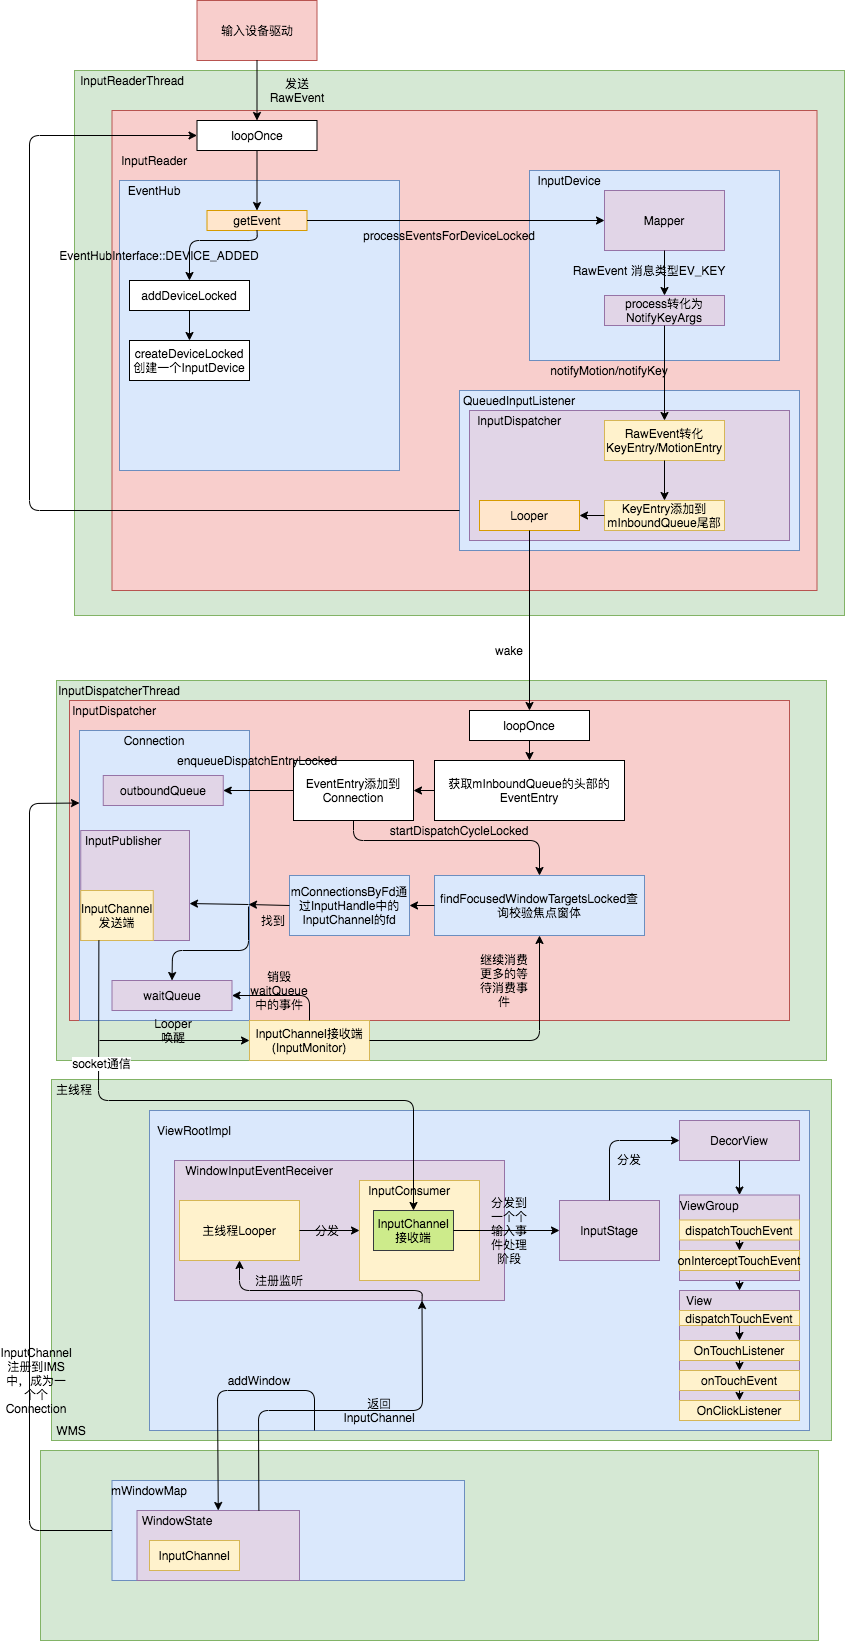 输入设备驱动
InputReaderThread
发送
RawEvent
loopOnce
InputReader
EventHub
InputDevice
getEvent
Mapper
processEventsForDeviceLocked
EventHubInterface::DEVICE_ADDED
RawEvent 消息类型EV_KEY
addDeviceLocked
process转化为
NotifyKeyArgs
createDeviceLocked
创建一个InputDevice
notifyMotion/notifyKey
QueuedInputListener
InputDispatcher
RawEvent转化
KeyEntry/MotionEntry
Looper
KeyEntry添加到
mInboundQueue尾部
wake
InputDispatcherThread
InputDispatcher
loopOnce
Connection
enqueueDispatchEntryLocked
outboundQueue
EventEntry添加到
Connection
获取mInboundQueue的头部的
EventEntry
startDispatchCycleLocked
InputPublisher
InputChannel
发送端
mConnectionsByFd通
过InputHandle中的
InputChannel的fd
findFocusedWindowTargetsLocked查
询校验焦点窗体
找到
继续消费
更多的等
待消费事
件
销毁
waitQueue
中的事件
waitQueue
Looper
唤醒
InputChannel接收端
(InputMonitor)
socket通信
主线程
ViewRootImpl
DecorView
分发
WindowInputEventReceiver
InputConsumer
主线程Looper
分发
InputChannel
接收端
分发到
一个个
输入事
件处理
阶段
InputStage
ViewGroup
dispatchTouchEvent
onInterceptTouchEvent
注册监听
View
dispatchTouchEvent
OnTouchListener
onTouchEvent
OnClickListener
InputChannel
注册到IMS
中，成为一
个个
Connection
addWindow
返回
InputChannel
WMS
mWindowMap
WindowState
InputChannel